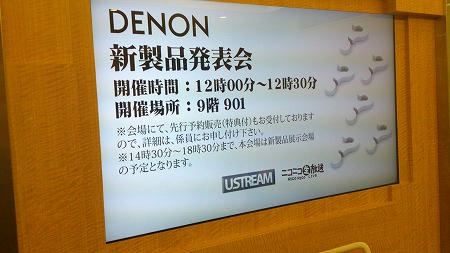 DENON
新製品発表会
開催時間：12時00分～12時30分
開催場所：9階 901
※会場にて、先行予約販売(特典付)もお受付しております
ので、詳細は、係員にお申し付け下さい。
※14時30分～18時30分まで、本会場は新製品展示会場
の予定となります。
USTREAM
ニコニコ生放送